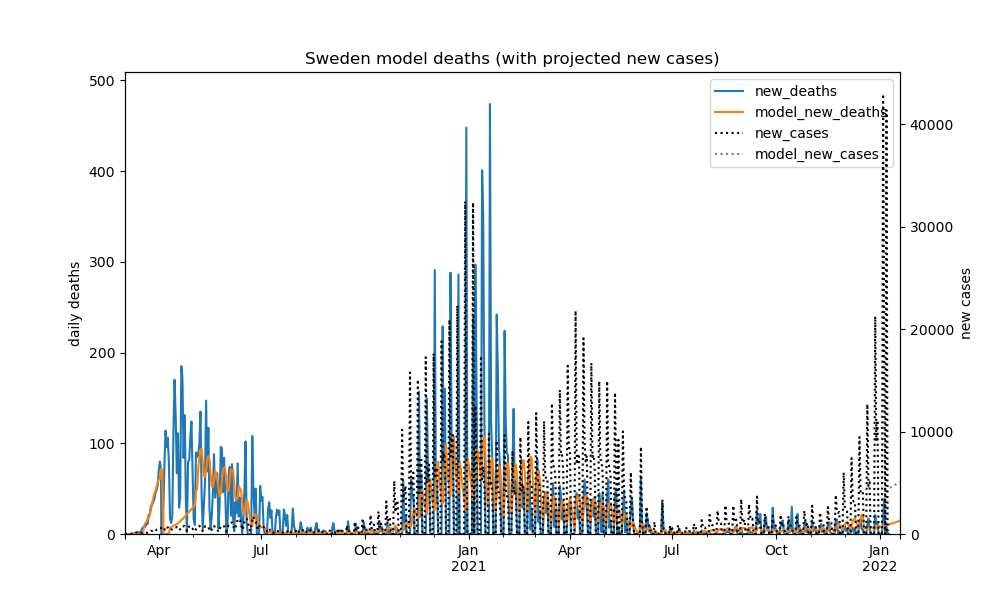 Sweden model deaths (with projected new cases)
500
400
300
200
100
0
daily deaths
new_deaths
model_new_deaths
new_cases
model_new_cases
40000
30000
20000
10000
0
new cases
Apr
Jul
Oct
Jan
2021
Apr
Jul
Oct
Jan
2022